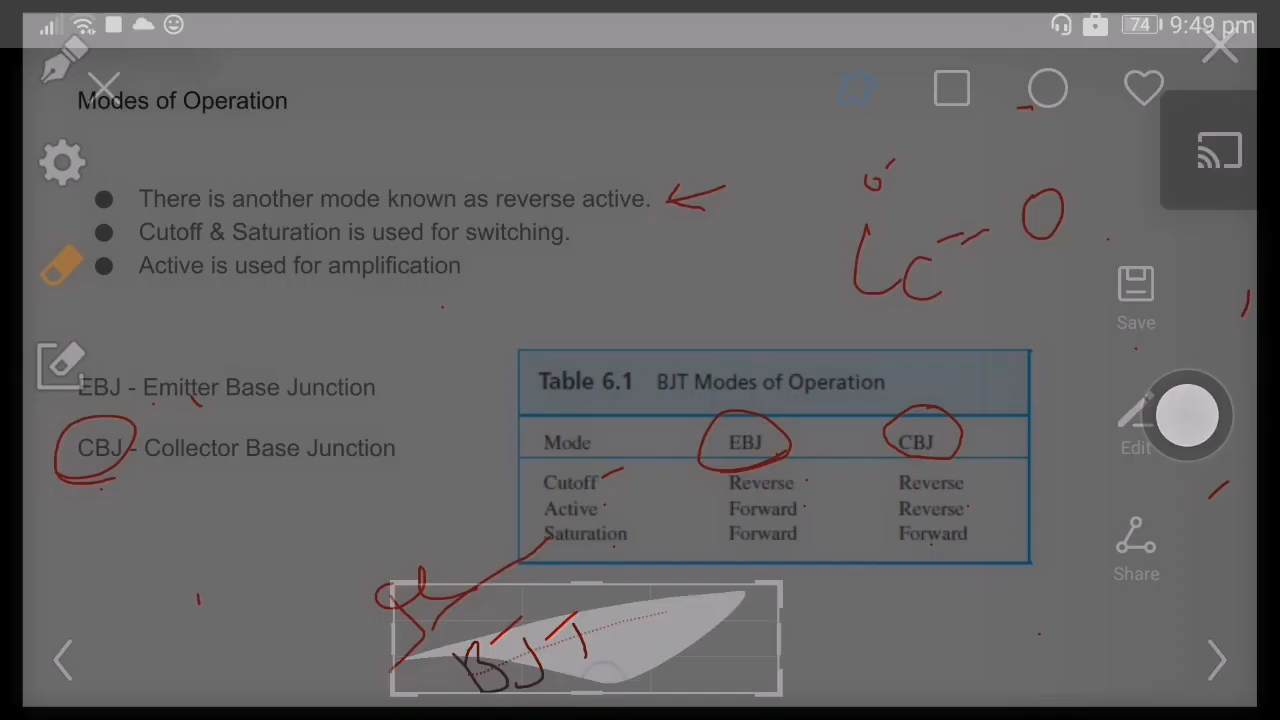 74 9:49 pm
Modes of Operation
● There is another mode known as reverse active.
● Cutoff & Saturation is used for switching.
● Active is used for amplification
Save
EBJ - Emitter Base Junction
CBJ - Collector Base Junction
Table 6.1 BJT Modes of Operation
Mode EBJ CBJ
Cutoff Reverse Reverse
Active Forward Reverse
Saturation Forward Forward
Edit
Share
BJT